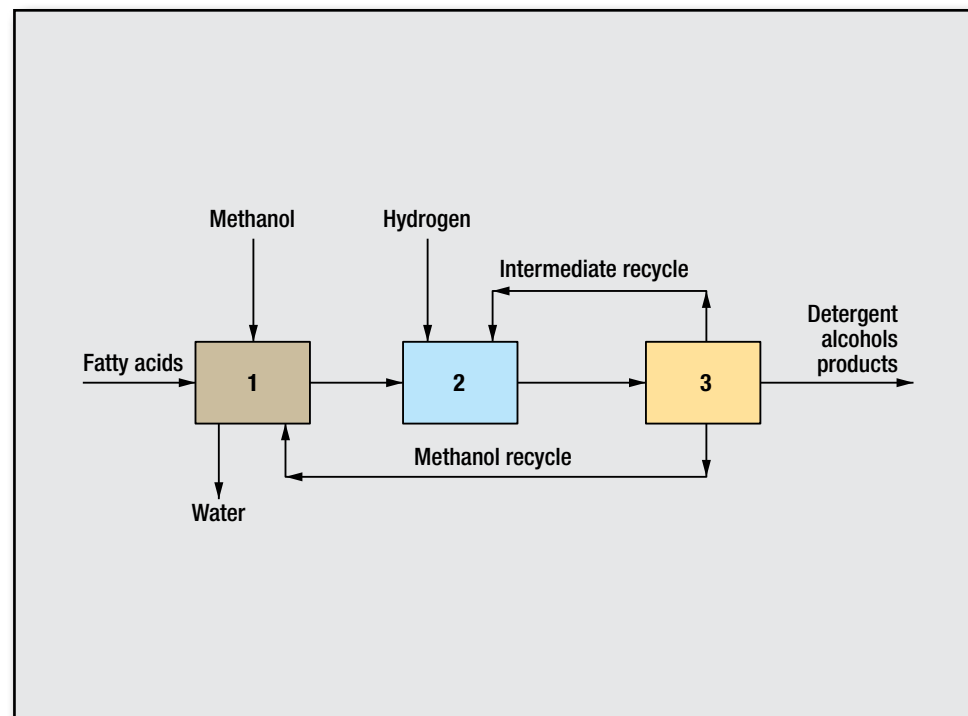 Methanol
Hydrogen
Intermediate recycle
Detergent
alcohols
products
Fatty acids
1
2
3
Methanol recycle
Water